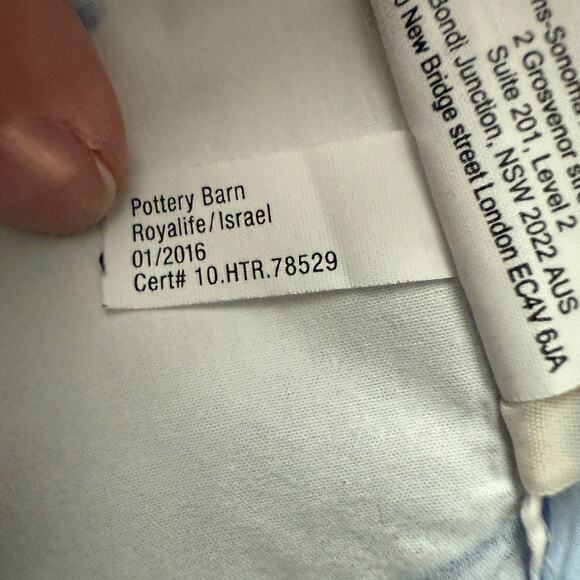 Pottery Barn
Royalife/Israel
01/2016
Cert# 10.HTR.78529
2 Grosvenor
Suite 201, Level 2
Bondi Junction, NSW 2022 AUS
New Bridge street London EC4V 6JA